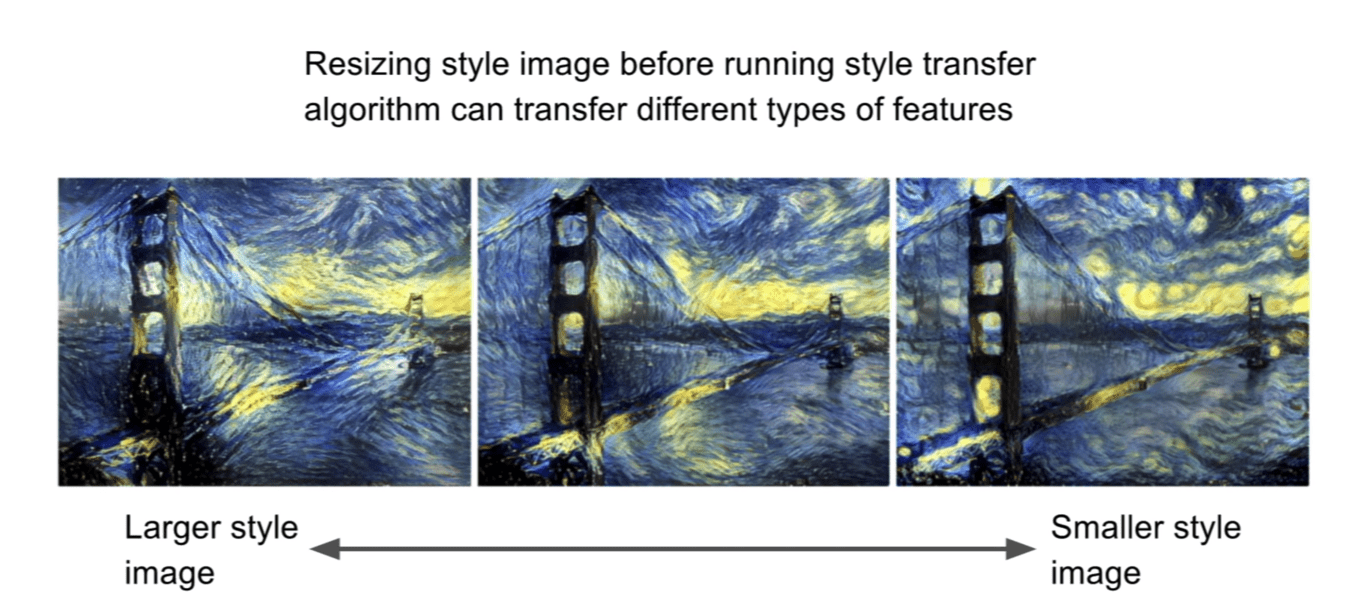 Resizing style image before running style transfer
algorithm can transfer different types of features
Larger style
image
Smaller style
image